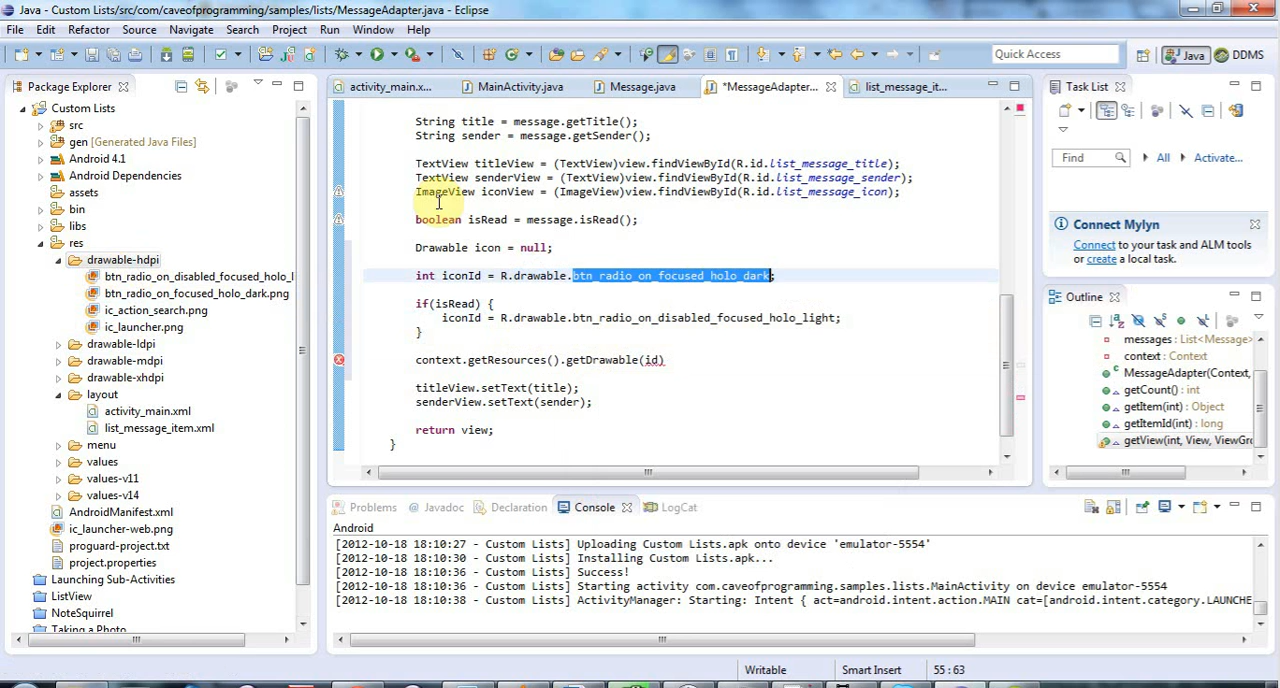 Java - Custom Lists/src/com/caveofprogramming/samples/lists/MessageAdapter.java - Eclipse
File Edit Refactor Source Navigate Search Project Run Window Help
Quick Access
Java
DDMS
Package Explorer
activity_main.x...
MainActivity.java
Message.java
*MessageAdapter...
list_message_it...
Task List
Custom Lists
src
gen [Generated Java Files]
Android 4.1
Android Dependencies
assets
bin
libs
res
drawable-hdpi
btn_radio_on_disabled_focused_holo_l
btn_radio_on_focused_holo_dark.png
ic_action_search.png
ic_launcher.png
drawable-ldpi
drawable-mdpi
drawable-xhdpi
layout
activity_main.xml
list_message_item.xml
menu
values
values-v11
values-v14
AndroidManifest.xml
ic_launcher-web.png
proguard-project.txt
project.properties
Launching Sub-Activities
ListView
NoteSquirrel
Taking a Photo
String title = message.getTitle();
String sender = message.getSender();
TextView titleView = (TextView)view.findViewById(R.id.list_message_title);
TextView senderView = (TextView)view.findViewById(R.id.list_message_sender);
ImageView iconView = (ImageView)view.findViewById(R.id.list_message_icon);
boolean isRead = message.isRead();
Drawable icon = null;
int iconId = R.drawable.btn_radio_on_focused_holo_dark;
if(isRead) {
iconId = R.drawable.btn_radio_on_disabled_focused_holo_light;
}
context.getResources().getDrawable(id)
titleView.setText(title);
senderView.setText(sender);
return view;
}
Find
All
Activate...
Connect Mylyn
Connect to your task and ALM tools or create a local task.
Outline
messages : List<Message>
context : Context
MessageAdapter(Context,
getCount() : int
getItem(int) : Object
getItemId(int) : long
getView(int, View, ViewGro
Problems
Javadoc
Declaration
Console
LogCat
Android
[2012-10-18 18:10:27 - Custom Lists] Uploading Custom Lists.apk onto device 'emulator-5554'
[2012-10-18 18:10:30 - Custom Lists] Installing Custom Lists.apk...
[2012-10-18 18:10:36 - Custom Lists] Success!
[2012-10-18 18:10:36 - Custom Lists] Starting activity com.caveofprogramming.samples.lists.MainActivity on device emulator-5554
[2012-10-18 18:10:38 - Custom Lists] ActivityManager: Starting: Intent { act=android.intent.action.MAIN cat=[android.intent.category.LAUNCHE
Writable
Smart Insert
55 : 63